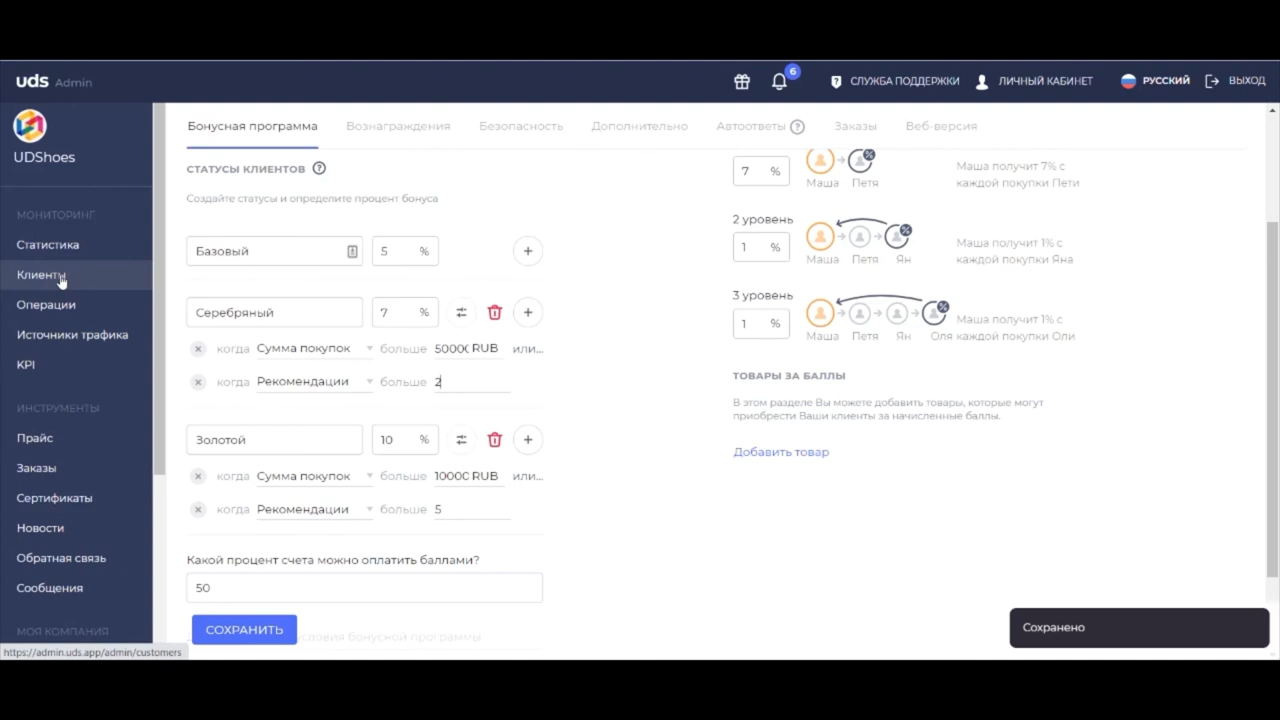 uds Admin
6
СЛУЖБА ПОДДЕРЖКИ
ЛИЧНЫЙ КАБИНЕТ
РУССКИЙ
ВЫХОД
UDShoes
МОНИТОРИНГ
Статистика
Клиенты
Операции
Источники трафика
KPI
ИНСТРУМЕНТЫ
Прайс
Заказы
Сертификаты
Новости
Обратная связь
Сообщения
МОЯ КОМПАНИЯ
https://admin.uds.app/admin/customers
Бонусная программа
Вознаграждения
Безопасность
Дополнительно
Автоответы ?
Заказы
Веб-версия
СТАТУСЫ КЛИЕНТОВ ?
Создайте статусы и определите процент бонуса
Базовый 5 % +
Серебряный 7 % +
× когда Сумма покупок больше 5000 RUB или...
× когда Рекомендации больше 2
Золотой 10 % +
× когда Сумма покупок больше 10000 RUB или...
× когда Рекомендации больше 5
Какой процент счета можно оплатить баллами?
50
СОХРАНИТЬ
условия бонусной программы
7 %
%
Маша Петя
Маша получит 7% с
каждой покупки Пети
2 уровень
1 %
%
Маша Петя Ян
Маша получит 1% с
каждой покупки Яна
3 уровень
1 %
%
Маша Петя Ян Оля
Маша получит 1% с
каждой покупки Оли
ТОВАРЫ ЗА БАЛЛЫ
В этом разделе Вы можете добавить товары, которые могут
приобрести Ваши клиенты за начисленные баллы.
Добавить товар
Сохранено